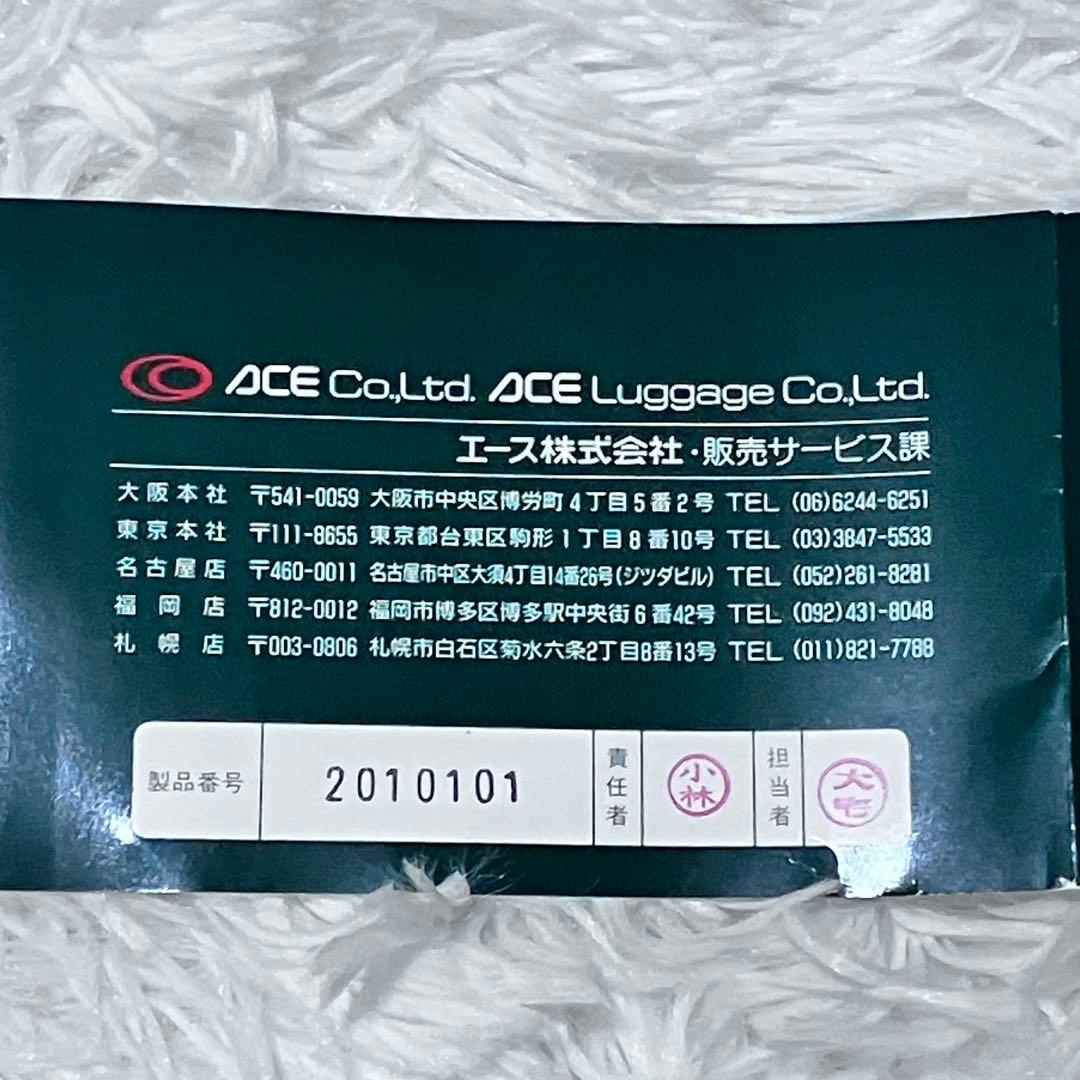 ACE Co.,Ltd. ACE Luggage Co.,Ltd.
エース株式会社・販売サービス課
大阪本社 〒541-0059 大阪市中央区博労町4丁目5番2号 TEL (06)6244-6251
東京本社 〒111-8655 東京都台東区駒形1丁目8番10号 TEL (03)3847-5533
名古屋店 〒460-0011 名古屋市中区大須4丁目14番26号(ジツダビル) TEL (052)261-8281
福岡店 〒812-0012 福岡市博多区博多駅中央街6番42号 TEL (092)431-8048
札幌店 〒003-0806 札幌市白石区菊水六条2丁目8番13号 TEL (011)821-7788
製品番号 2010101 責任者 小林 担当者 大宅